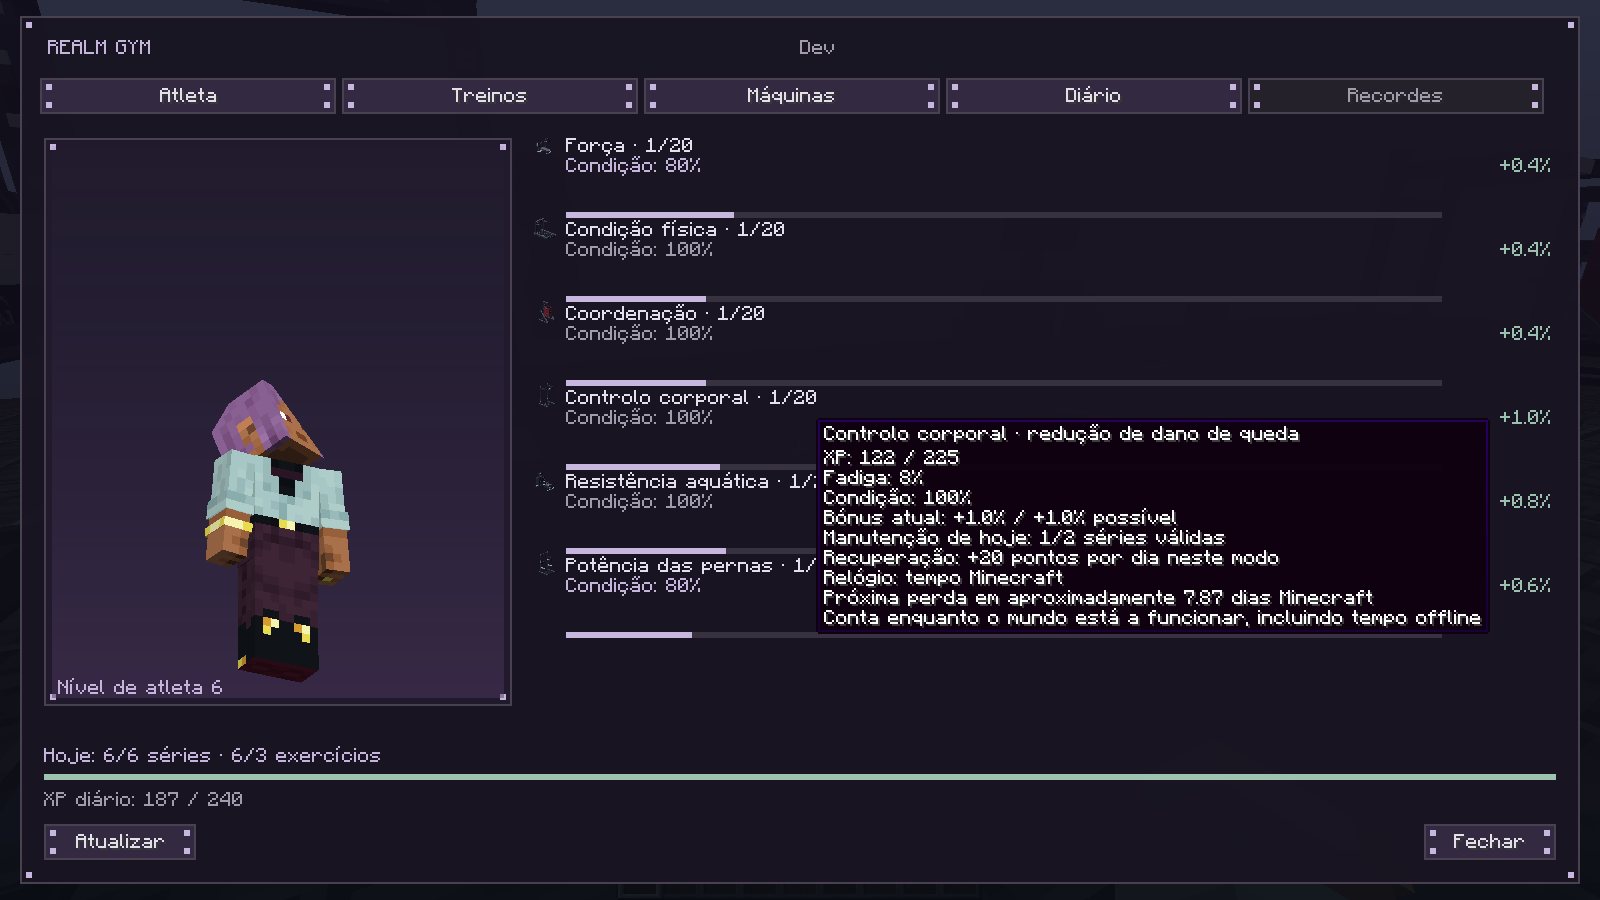 REALM GYM
Dev
Atleta
Treinos
Máquinas
Diário
Recordes
Força · 1/20
Condição: 80%
+0.4%
Condição física · 1/20
Condição: 100%
+0.4%
Coordenação · 1/20
Condição: 100%
+0.4%
Controlo corporal · 1/20
Condição: 100%
+1.0%
Resistência aquática · 1/
Condição: 100%
+0.8%
Potência das pernas · 1/
Condição: 80%
+0.6%
Controlo corporal · redução de dano de queda
XP: 122 / 225
Fadiga: 8%
Condição: 100%
Bónus atual: +1.0% / +1.0% possível
Manutenção de hoje: 1/2 séries válidas
Recuperação: +20 pontos por dia neste modo
Relógio: tempo Minecraft
Próxima perda em aproximadamente 7.87 dias Minecraft
Conta enquanto o mundo está a funcionar, incluindo tempo offline
Nível de atleta 6
Hoje: 6/6 séries · 6/3 exercícios
XP diário: 187 / 240
Atualizar
Fechar